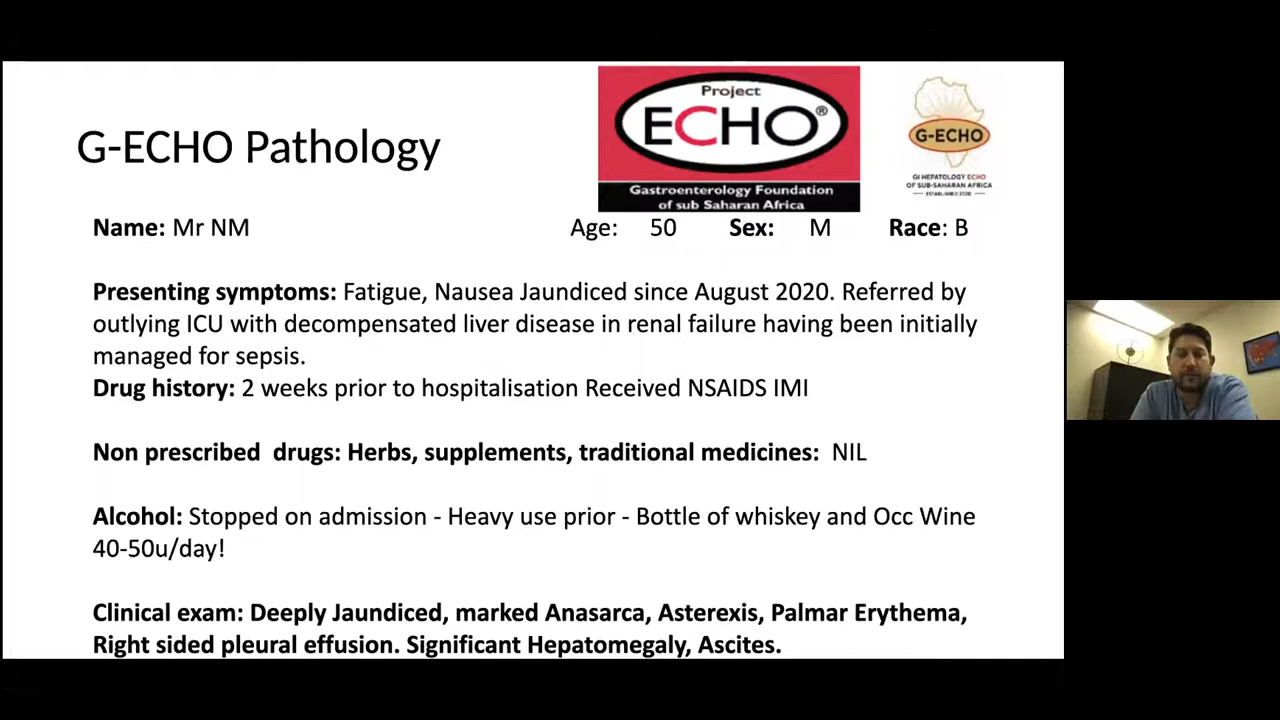 Project
ECHO®
Gastroenterology Foundation
of sub Saharan Africa
G-ECHO
GI HEPATOLOGY ECHO
OF SUB-SAHARAN AFRICA
ESTABLISHED 2020
G-ECHO Pathology
Name: Mr NM Age: 50 Sex: M Race: B
Presenting symptoms: Fatigue, Nausea Jaundiced since August 2020. Referred by
outlying ICU with decompensated liver disease in renal failure having been initially
managed for sepsis.
Drug history: 2 weeks prior to hospitalisation Received NSAIDS IMI
Non prescribed drugs: Herbs, supplements, traditional medicines: NIL
Alcohol: Stopped on admission - Heavy use prior - Bottle of whiskey and Occ Wine
40-50u/day!
Clinical exam: Deeply Jaundiced, marked Anasarca, Asterexis, Palmar Erythema,
Right sided pleural effusion. Significant Hepatomegaly, Ascites.